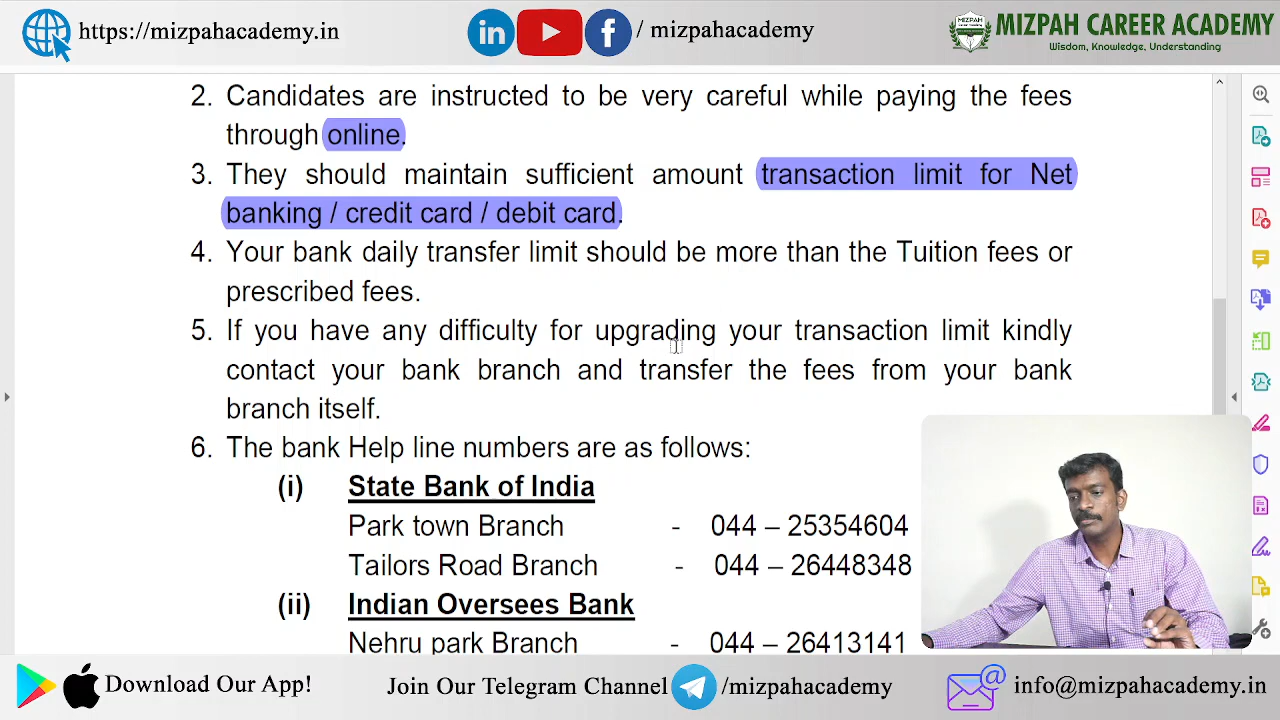 https://mizpahacademy.in
in f / mizpahacademy
MIZPAH CAREER ACADEMY
Wisdom, Knowledge, Understanding
2. Candidates are instructed to be very careful while paying the fees
through online.
3. They should maintain sufficient amount transaction limit for Net
banking / credit card / debit card.
4. Your bank daily transfer limit should be more than the Tuition fees or
prescribed fees.
5. If you have any difficulty for upgrading your transaction limit kindly
contact your bank branch and transfer the fees from your bank
branch itself.
6. The bank Help line numbers are as follows:
(i) State Bank of India
Park town Branch - 044 – 25354604
Tailors Road Branch - 044 – 26448348
(ii) Indian Oversees Bank
Nehru park Branch - 044 – 26413141
Download Our App!
Join Our Telegram Channel /mizpahacademy
@ info@mizpahacademy.in